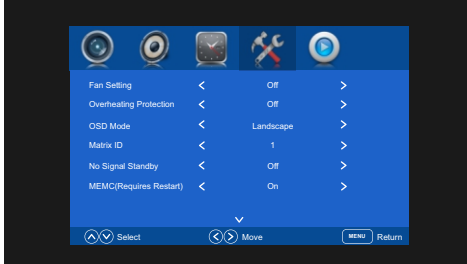 Fan Setting Off
Overheating Protection Off
OSD Mode Landscape
Matrix ID 1
No Signal Standby Off
MEMC(Requires Restart) On
Select Move MENU Return